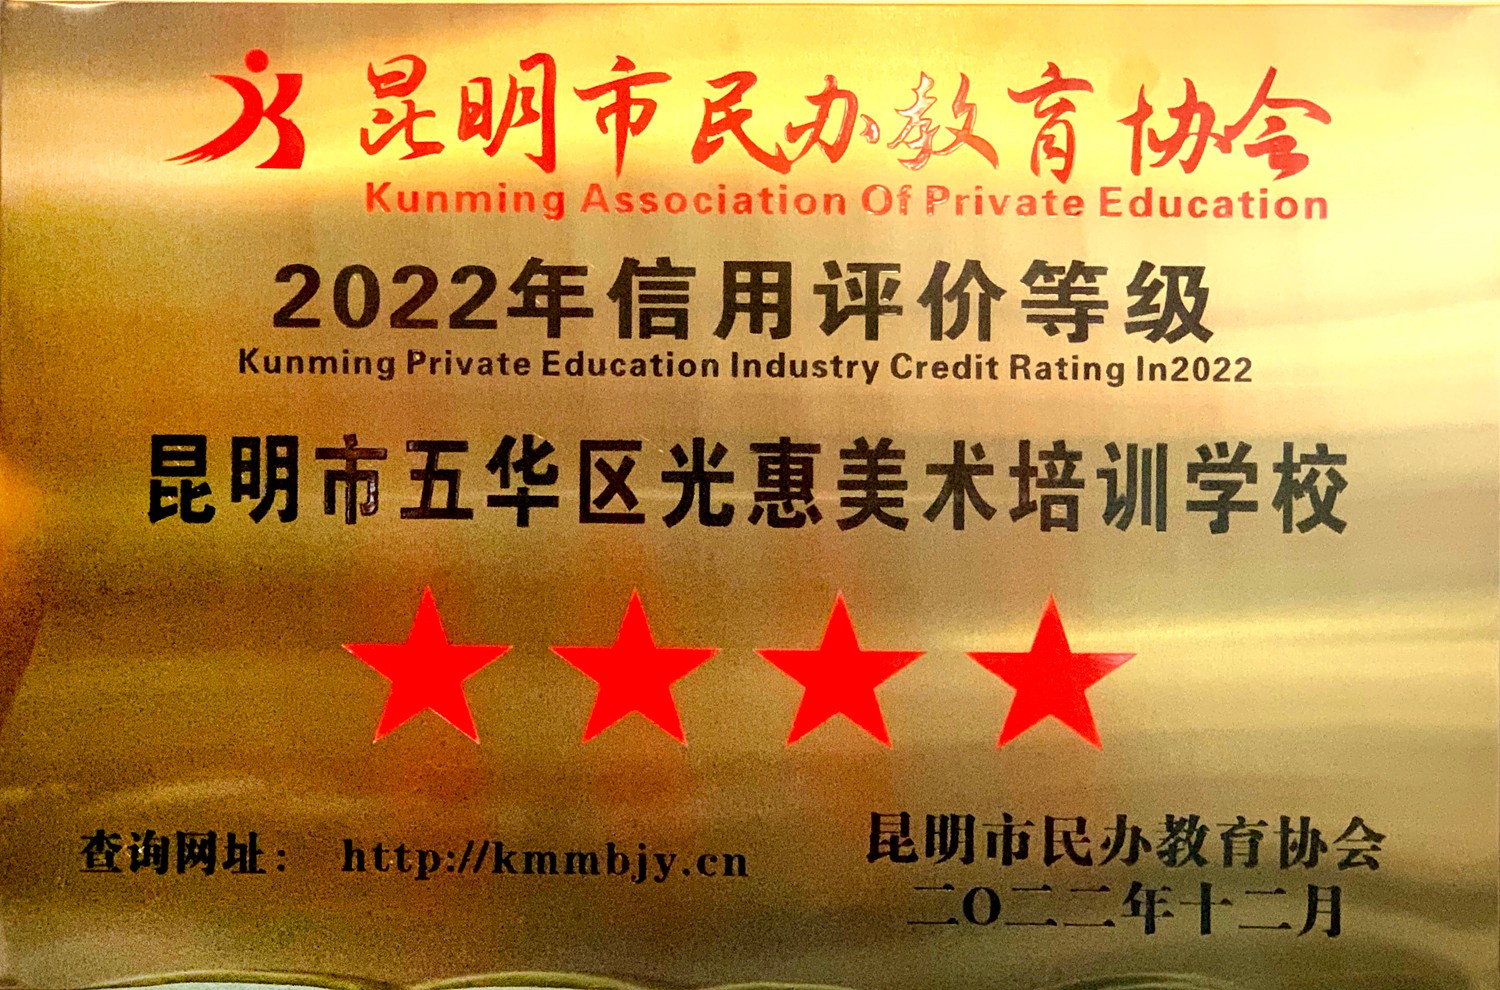 昆明市民办教育协会
Kunming Association Of Private Education
2022年信用评价等级
Kunming Private Education Industry Credit Rating In2022
昆明市五华区光惠美术培训学校
查询网址： http://kmmbjy.cn
昆明市民办教育协会
二〇二二年十二月